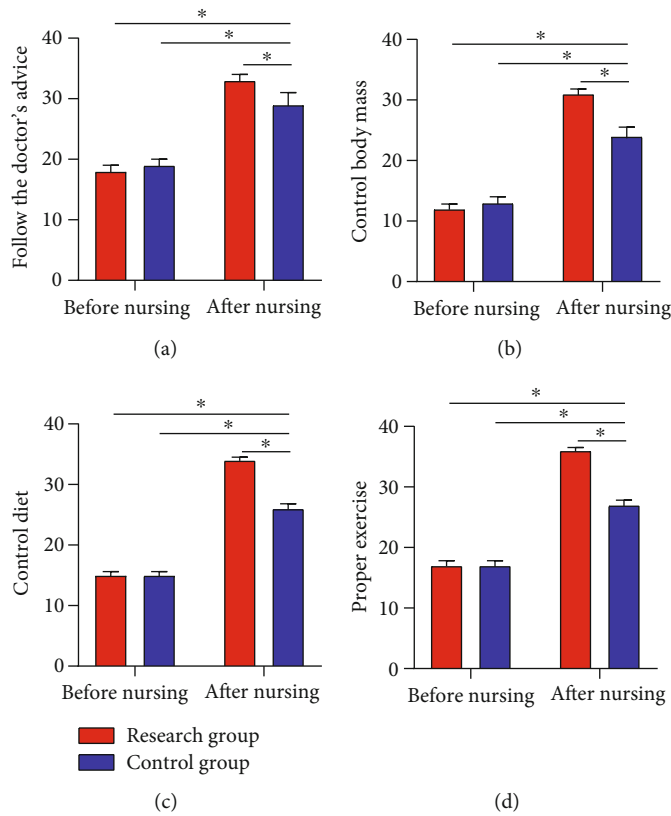 * 
* 
* 
Follow the doctor's advice
40
30
20
10
0
Before nursing After nursing
(a)
* 
* 
* 
Control body mass
40
30
20
10
0
Before nursing After nursing
(b)
* 
* 
* 
Control diet
40
30
20
10
0
Before nursing After nursing
Research group
Control group
(c)
* 
* 
* 
Proper exercise
40
30
20
10
0
Before nursing After nursing
(d)